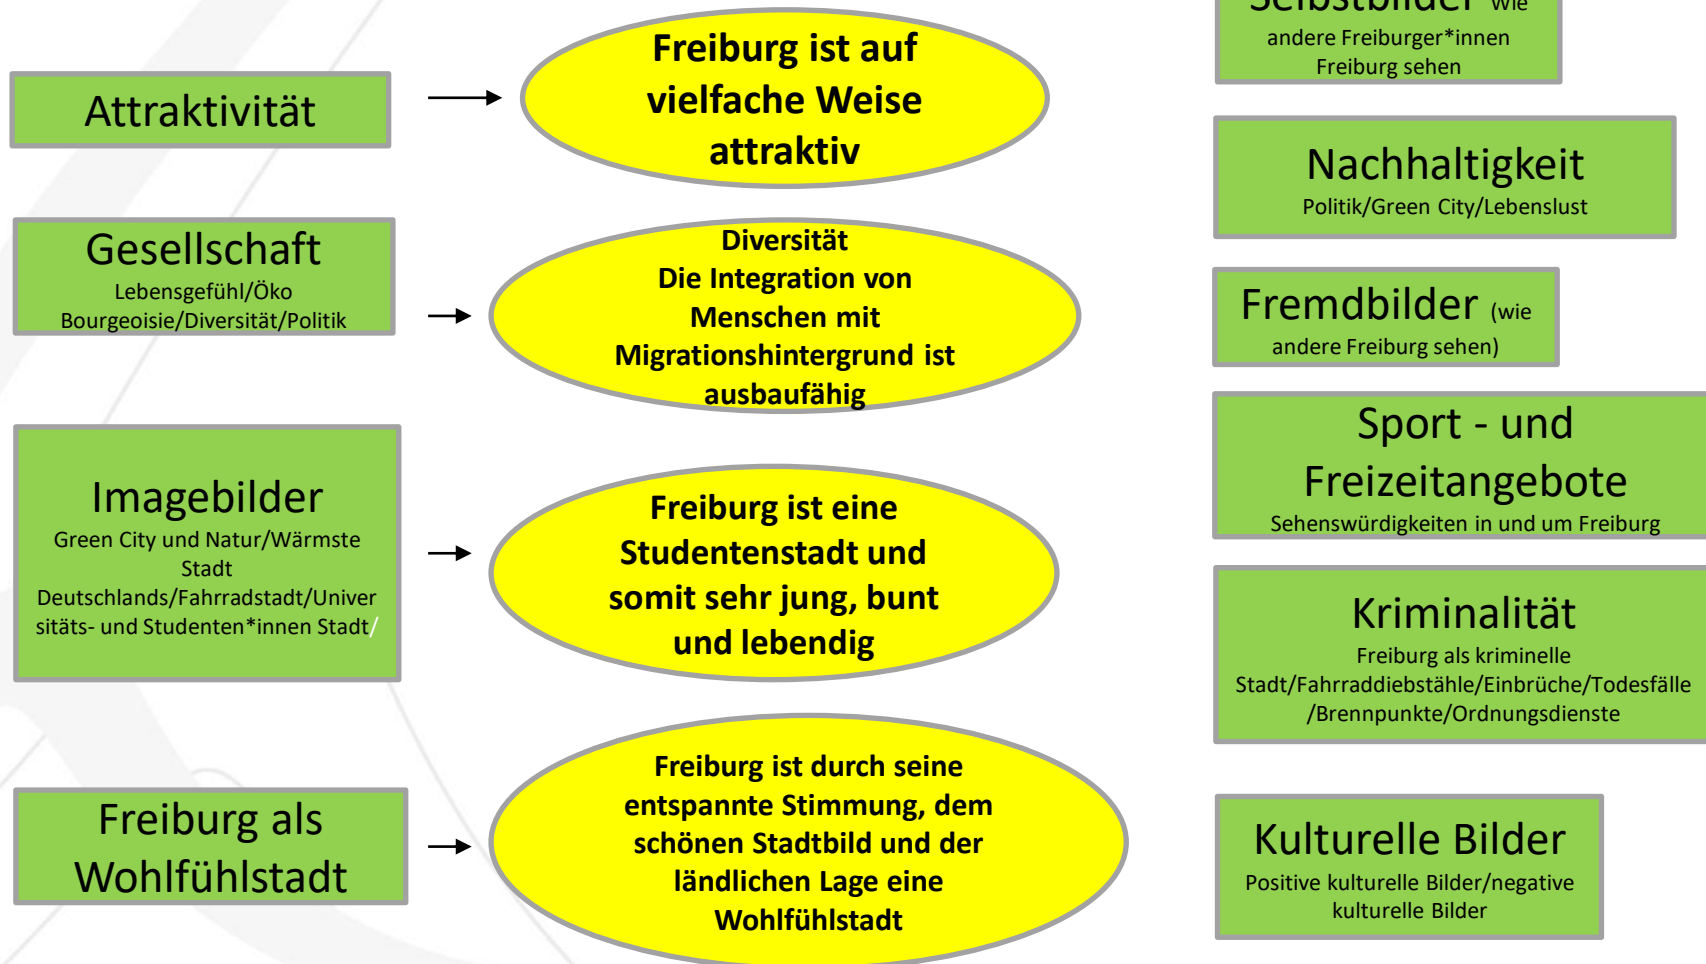 Attraktivität
Freiburg ist auf
vielfache Weise
attraktiv
Gesellschaft
Lebensgefühl/Öko
Bourgeoisie/Diversität/Politik
Diversität
Die Integration von
Menschen mit
Migrationshintergrund ist
ausbaufähig
Imagebilder
Green City und Natur/Wärmste
Stadt
Deutschlands/Fahrradstadt/Univer
sitäts- und Studenten*innen Stadt/
Freiburg ist eine
Studentenstadt und
somit sehr jung, bunt
und lebendig
Freiburg als
Wohlfühlstadt
Freiburg ist durch seine
entspannte Stimmung, dem
schönen Stadtbild und der
ländlichen Lage eine
Wohlfühlstadt
Selbstbilder wie
andere Freiburger*innen
Freiburg sehen
Nachhaltigkeit
Politik/Green City/Lebenslust
Fremdbilder (wie
andere Freiburg sehen)
Sport - und
Freizeitangebote
Sehenswürdigkeiten in und um Freiburg
Kriminalität
Freiburg als kriminelle
Stadt/Fahrraddiebstähle/Einbrüche/Todesfälle
/Brennpunkte/Ordnungsdienste
Kulturelle Bilder
Positive kulturelle Bilder/negative
kulturelle Bilder